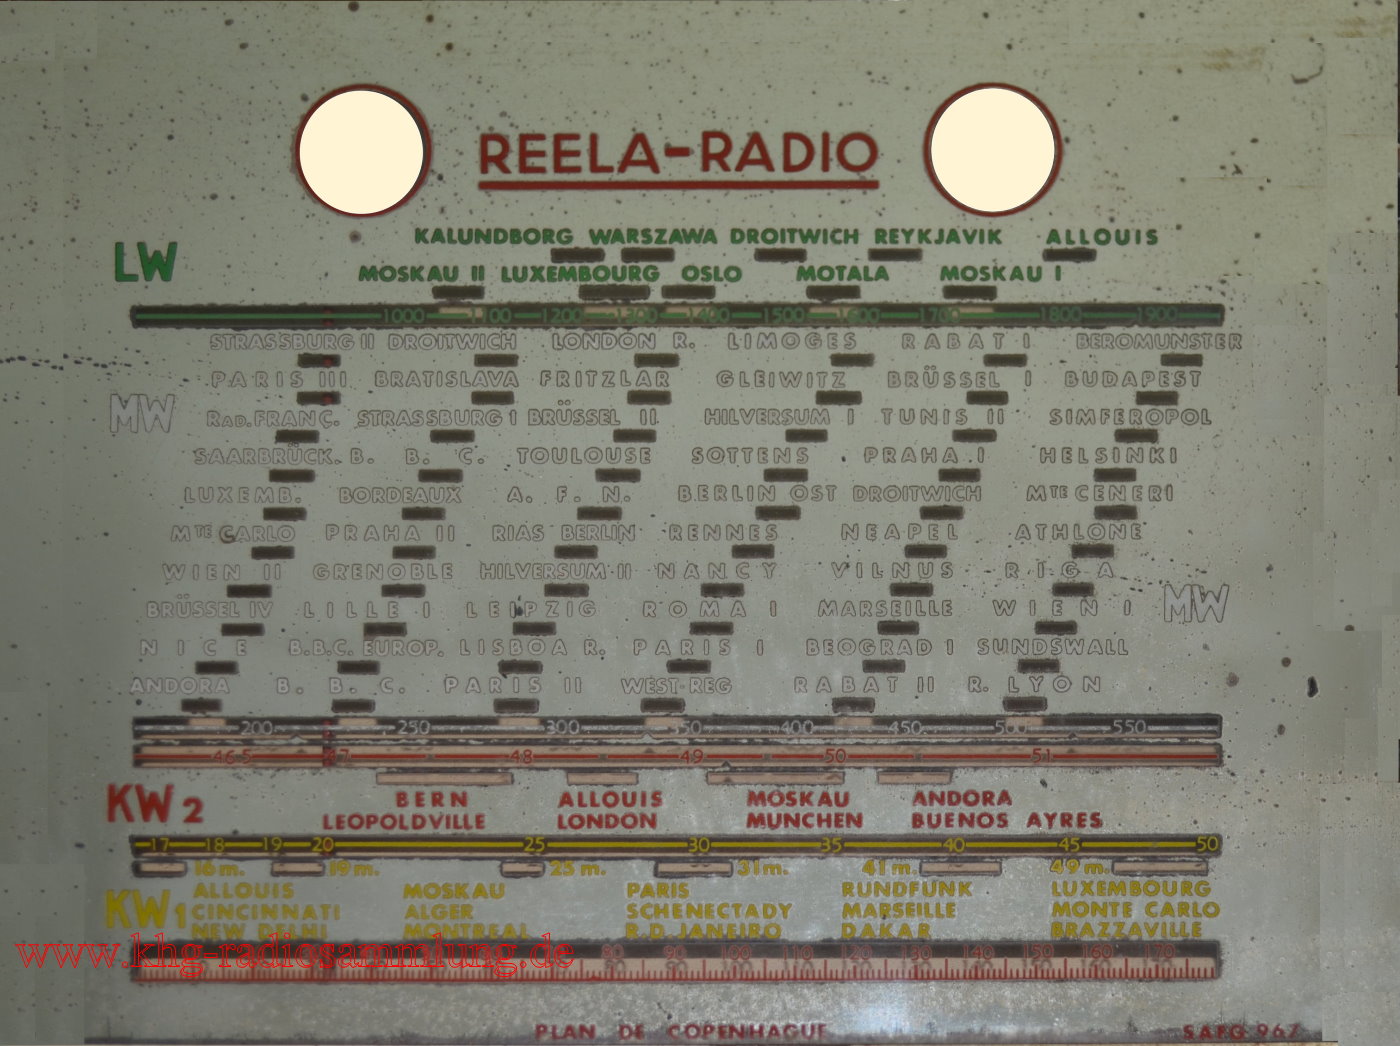 REELA-RADIO
KALUNDBORG WARSZAWA DROITWICH REYKJAVIK ALLOUIS
LW
MOSKAU II LUXEMBOURG OSLO MOTALA MOSKAU I
1000 1100 1200 1300 1400 1500 1600 1700 1800 1900
STRASSBURG II DROITWICH LONDON R. LIMOGES RABAT I BEROMUNSTER
PARIS III BRATISLAVA FRITZLAR GLEIWITZ BRÜSSEL I BUDAPEST
MW
RAD. FRANÇ. STRASSBURG I BRÜSSEL II HILVERSUM I TUNIS II SIMFEROPOL
SAARBRÜCK. B. B. C. TOULOUSE SOTTENS PRAHA I HELSINKI
LUXEMB. BORDEAUX A. F. N. BERLIN OST DROITWICH MTE CENERI
MTE CARLO PRAHA II RIAS BERLIN RENNES NEAPEL ATHLONE
WIEN II GRENOBLE HILVERSUM II NANCY VILNUS RIGA
BRÜSSEL IV LILLE I LEIPZIG ROMA I MARSEILLE WIEN I
MW
NICE B.B.C. EUROP. LISBOA R. PARIS I BEOGRAD I SUNDSWALL
ANDORA B. B. C. PARIS II WEST-REG RABAT II R. LYON
200 250 300 350 400 450 500 550
46.5 47 48 49 50 51
KW2
BERN ALLOUIS MOSKAU ANDORA
LEOPOLDVILLE LONDON MUNCHEN BUENOS AYRES
17 18 19 20 25 30 35 40 45 50
16 m. 19 m. 25 m. 31 m. 41 m. 49 m.
KW1
ALLOUIS MOSKAU PARIS RUNDFUNK LUXEMBOURG
CINCINNATI ALGER SCHENECTADY MARSEILLE MONTE CARLO
NEW DELHI MONTREAL R.D. JANEIRO DAKAR BRAZZAVILLE
www.khg-radiosammlung.de
80 90 100 110 120 130 140 150 160 170
PLAN DE COPENHAGUE
SAFG 967